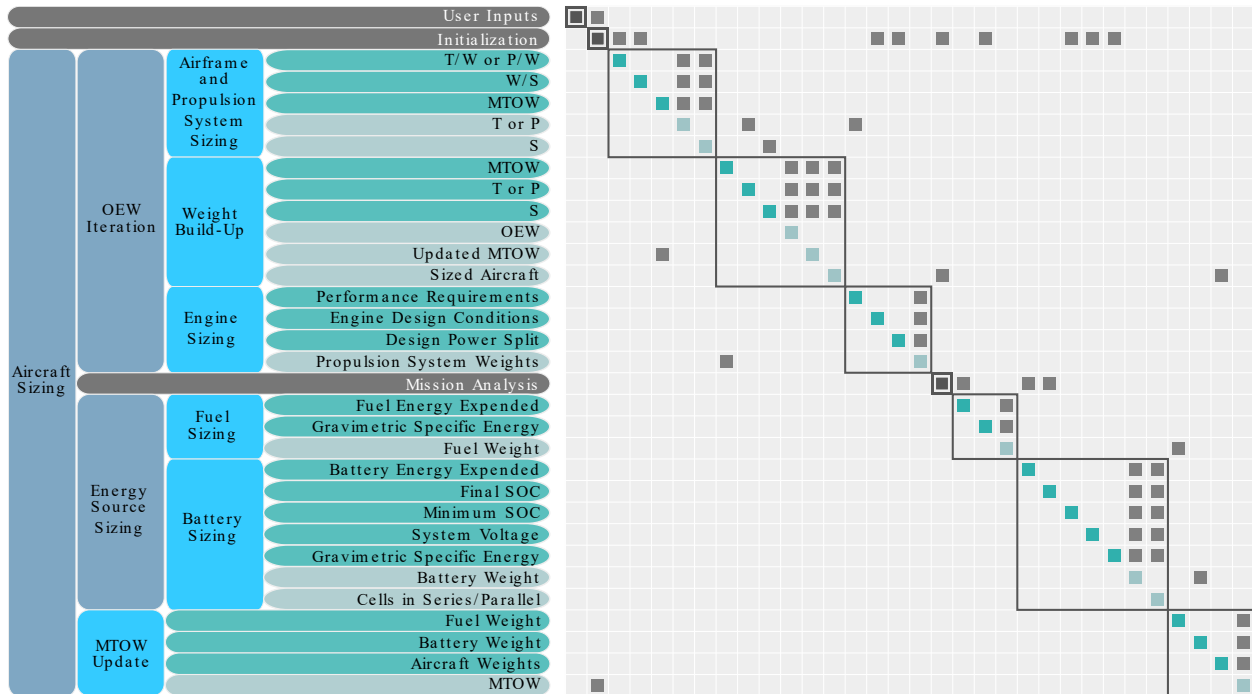 User Inputs
Initialization
Aircraft
Sizing
OEW
Iteration
Airframe
and
Propulsion
System
Sizing
T/W or P/W
W/S
MTOW
T or P
S
Weight
Build-Up
MTOW
T or P
S
OEW
Updated MTOW
Sized Aircraft
Engine
Sizing
Performance Requirements
Engine Design Conditions
Design Power Split
Propulsion System Weights
Mission Analysis
Energy
Source
Sizing
Fuel
Sizing
Fuel Energy Expended
Gravimetric Specific Energy
Fuel Weight
Battery
Sizing
Battery Energy Expended
Final SOC
Minimum SOC
System Voltage
Gravimetric Specific Energy
Battery Weight
Cells in Series/Parallel
MTOW
Update
Fuel Weight
Battery Weight
Aircraft Weights
MTOW